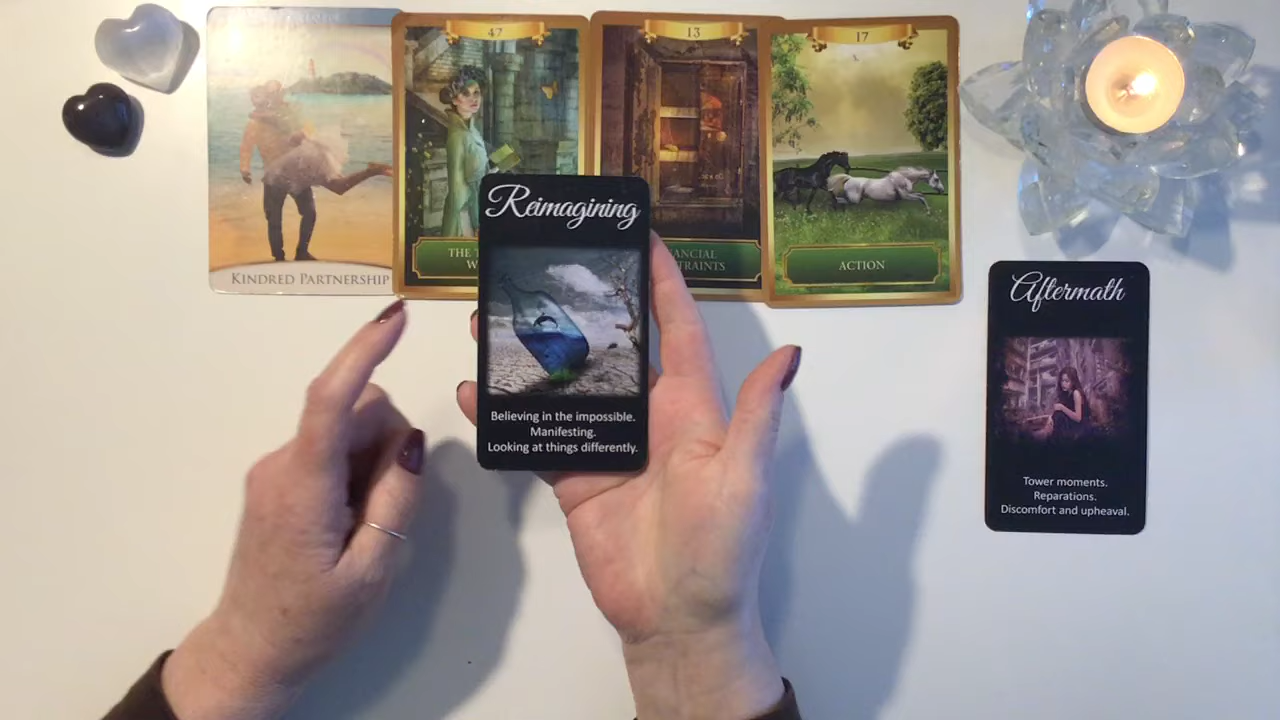 47
13
17
KINDRED PARTNERSHIP
THE
ACTION
Reimagining
Believing in the impossible.
Manifesting.
Looking at things differently.
Aftermath
Tower moments.
Reparations.
Discomfort and upheaval.